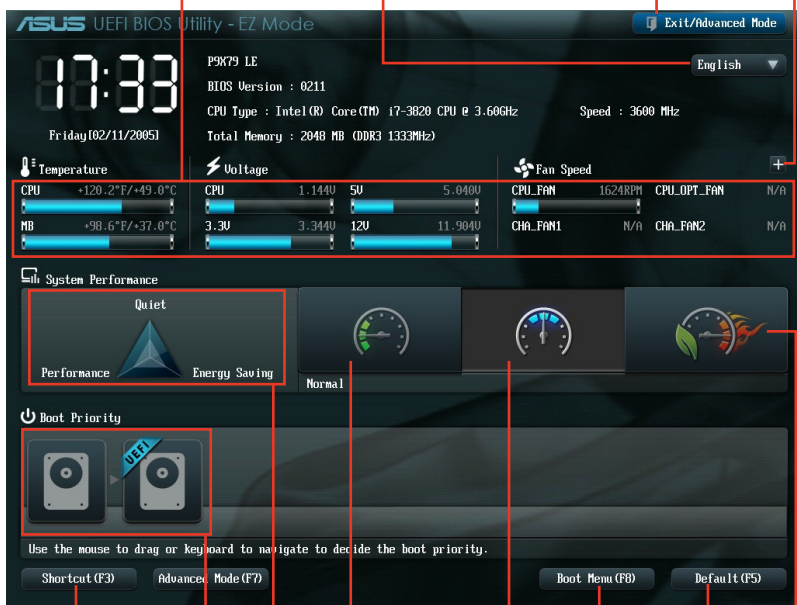 ASUS UEFI BIOS Utility - EZ Mode
Exit/Advanced Mode
17:33
Friday[02/11/2005]
P9X79 LE
BIOS Version : 0211
CPU Type : Intel(R) Core(TM) i7-3820 CPU @ 3.60GHz Speed : 3600 MHz
Total Memory : 2048 MB (DDR3 1333MHz)
English
Temperature
CPU +120.2°F/+49.0°C
MB +98.6°F/+37.0°C
Voltage
CPU 1.144V 5V 5.040V
3.3V 3.344V 12V 11.904V
Fan Speed
CPU_FAN 1624RPM CPU_OPT_FAN N/A
CHA_FAN1 N/A CHA_FAN2 N/A
System Performance
Quiet
Performance Energy Saving
Normal
Boot Priority
UEFI
Use the mouse to drag or keyboard to navigate to decide the boot priority.
Shortcut(F3) Advanced Mode(F7) Boot Menu(F8) Default(F5)